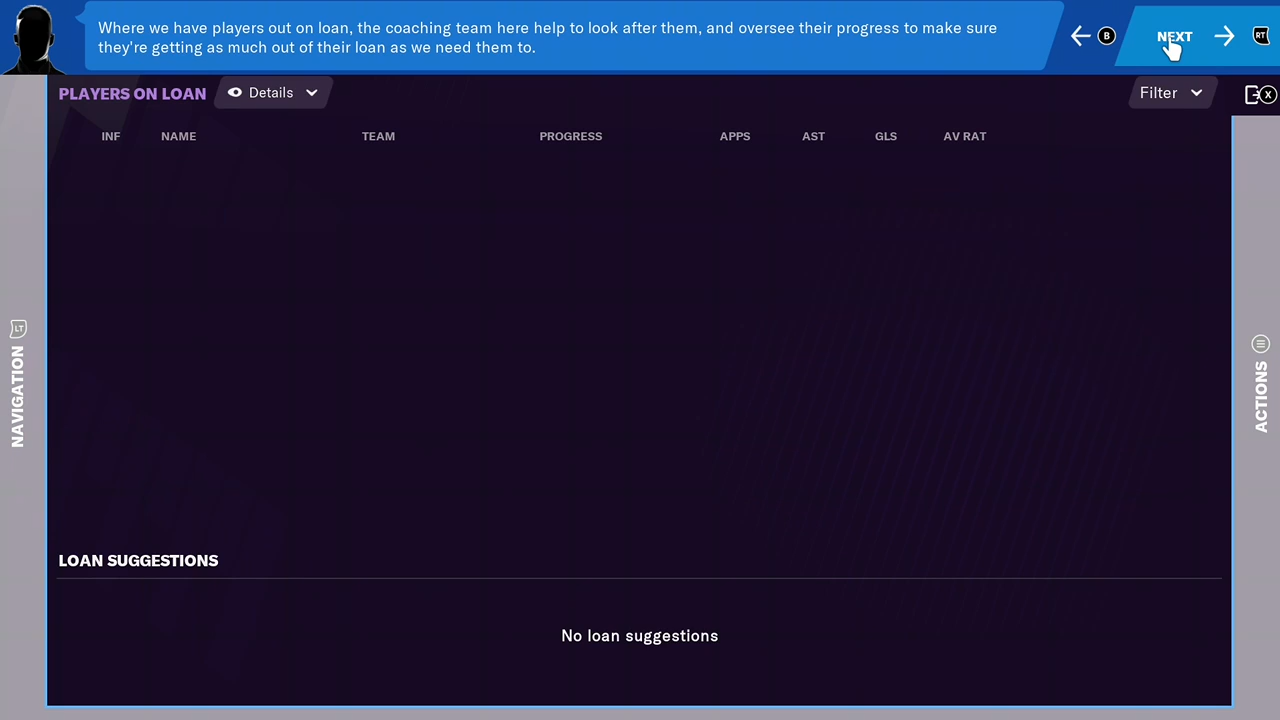 Where we have players out on loan, the coaching team here help to look after them, and oversee their progress to make sure
they're getting as much out of their loan as we need them to.
B
NEXT
RT
PLAYERS ON LOAN
Details
Filter
X
INF NAME TEAM PROGRESS APPS AST GLS AV RAT
LT
NAVIGATION
ACTIONS
LOAN SUGGESTIONS
No loan suggestions